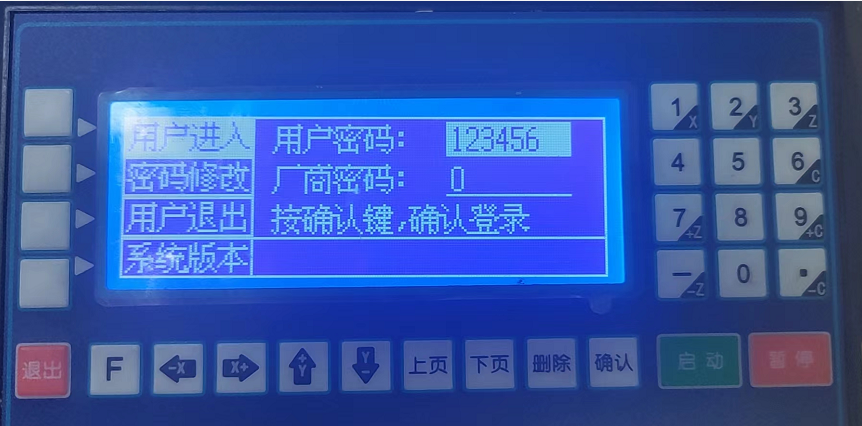 用户进入 用户密码: 123456
密码修改 厂商密码: 0
用户退出 按确认键,确认登录
系统版本
1 X 2 Y 3 Z
4 5 6 C
7 +Z 8 9 +C
— -Z 0 . -C
退出 F -X X+ +Y Y- 上页 下页 删除 确认 启动 暂停